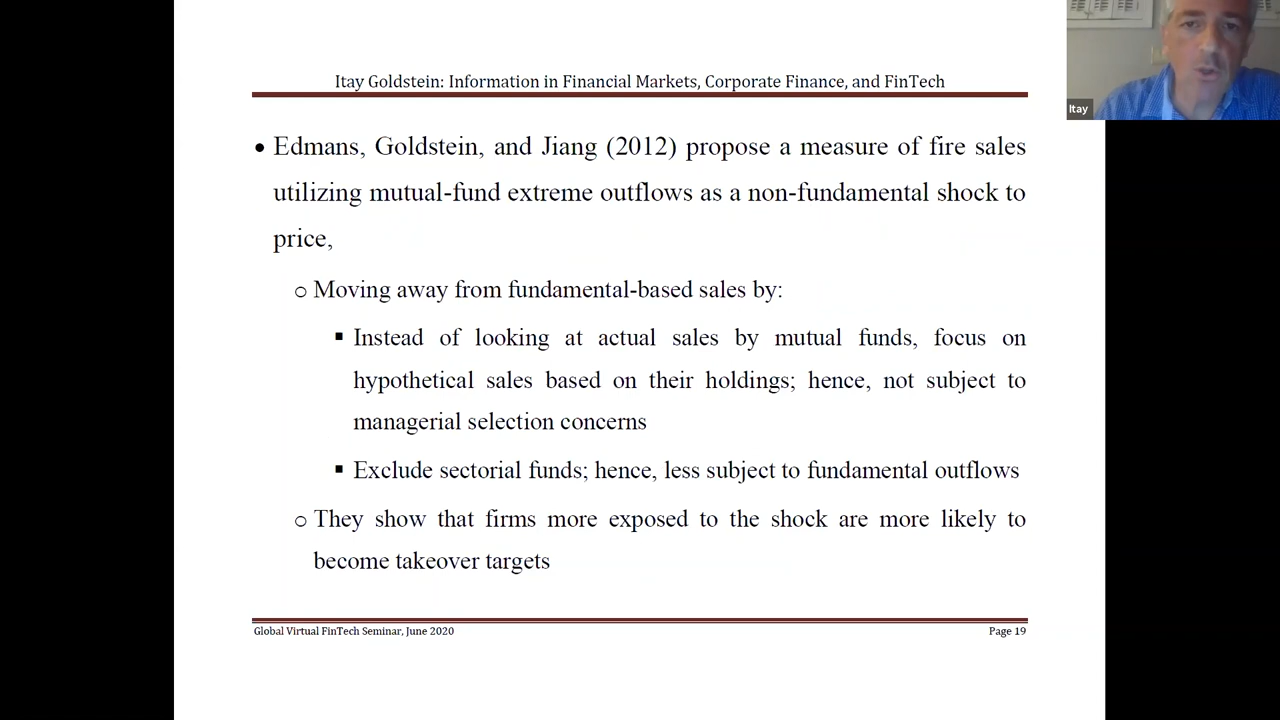 Itay Goldstein: Information in Financial Markets, Corporate Finance, and FinTech
Itay
• Edmans, Goldstein, and Jiang (2012) propose a measure of fire sales
utilizing mutual-fund extreme outflows as a non-fundamental shock to
price,
o Moving away from fundamental-based sales by:
▪ Instead of looking at actual sales by mutual funds, focus on
hypothetical sales based on their holdings; hence, not subject to
managerial selection concerns
▪ Exclude sectorial funds; hence, less subject to fundamental outflows
o They show that firms more exposed to the shock are more likely to
become takeover targets
Global Virtual FinTech Seminar, June 2020
Page 19